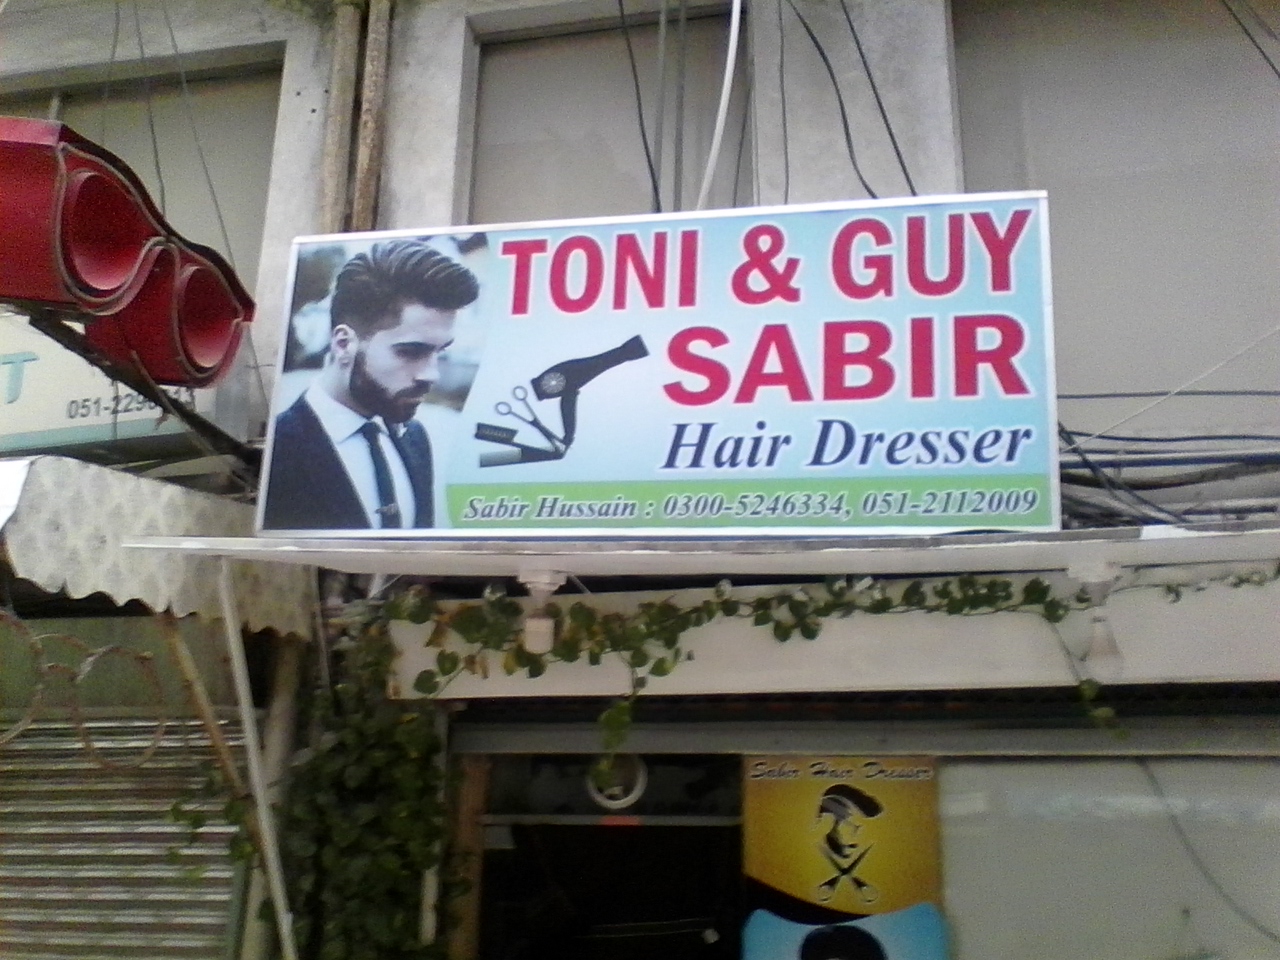 TONI & GUY
SABIR
Hair Dresser
Sabir Hussain : 0300-5246334, 051-2112009
T
Sabir Hair Dresser